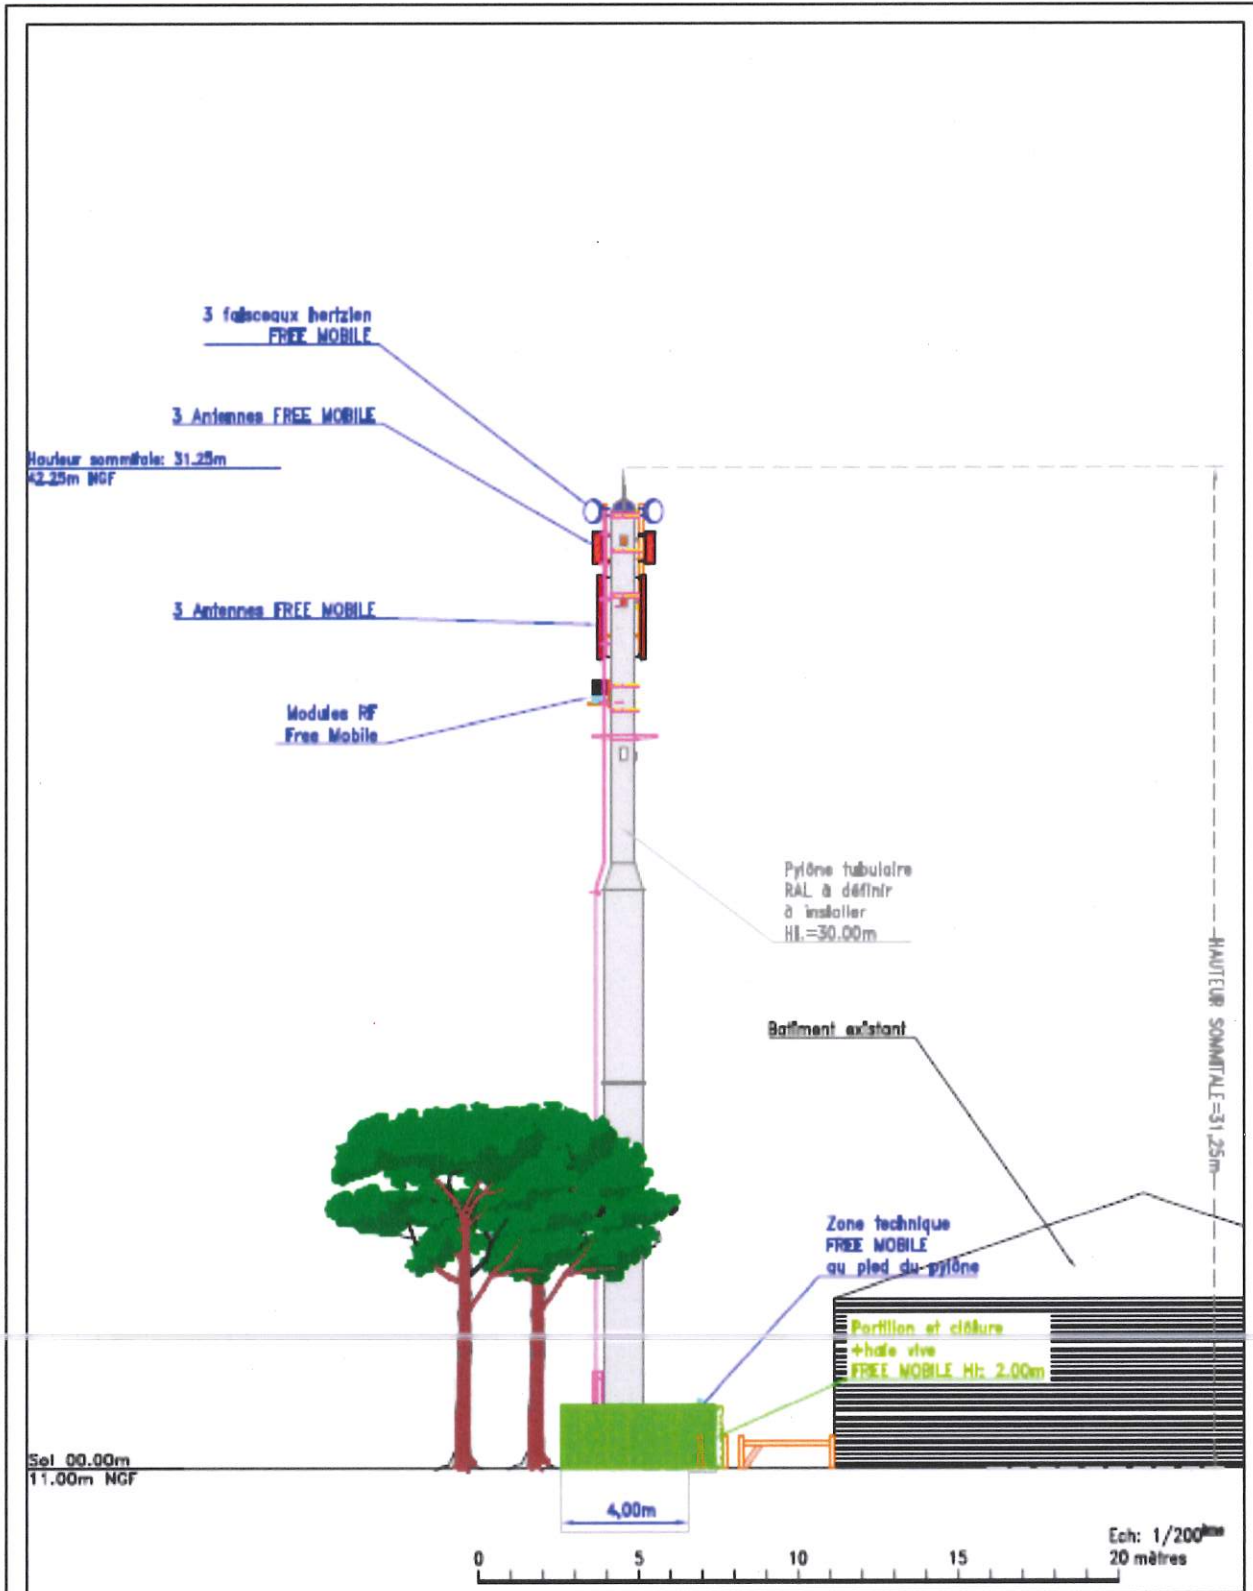 3 faisceaux hertzien
FREE MOBILE
3 Antennes FREE MOBILE
Hauteur sommitale: 31.25m
42.25m NGF
3 Antennes FREE MOBILE
Modules RF
Free Mobile
Pylône tubulaire
RAL à définir
à installer
Ht.=30.00m
HAUTEUR SOMMITALE=31,25m
Batiment existant
Zone technique
FREE MOBILE
au pied du pylône
Portillon et clôture
+haie vive
FREE MOBILE Ht: 2.00m
Sol 00.00m
11.00m NGF
4,00m
Ech: 1/200ème
0 5 10 15 20 mètres